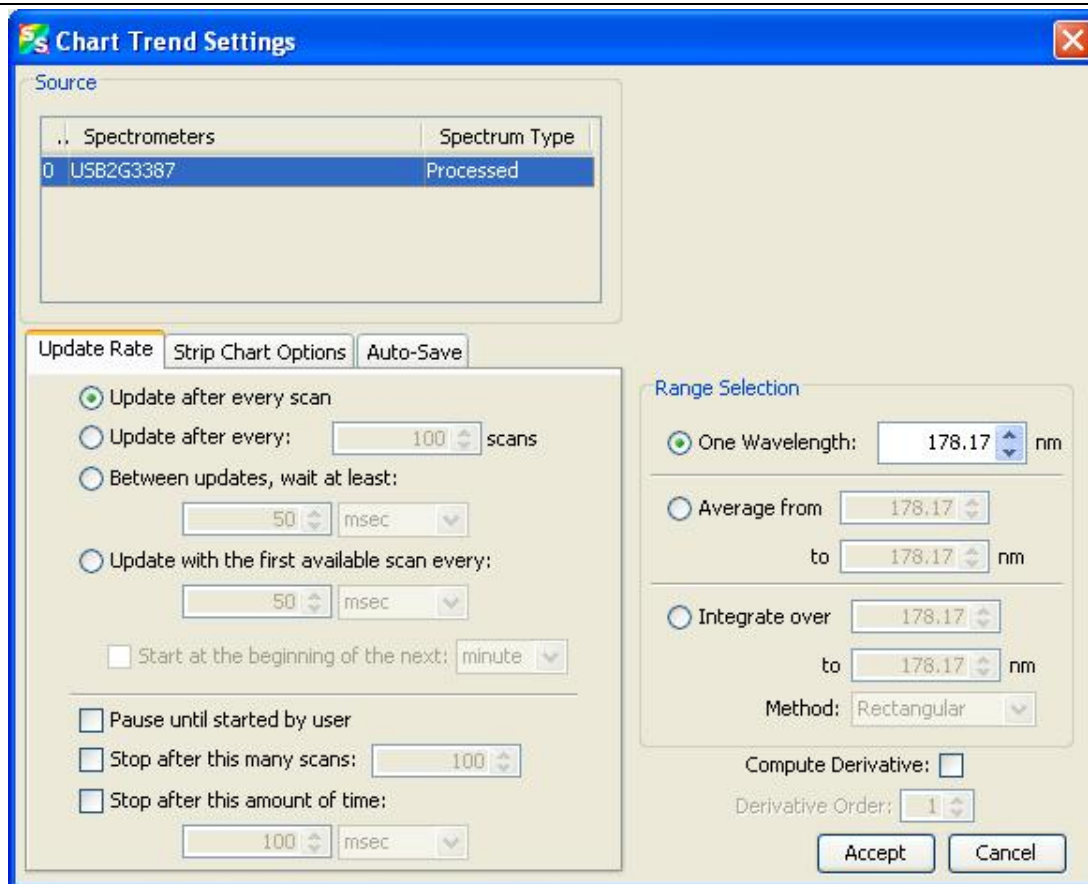 SS Chart Trend Settings
Source
.. Spectrometers Spectrum Type
0 USB2G3387 Processed
Update Rate Strip Chart Options Auto-Save
Update after every scan
Update after every: 100 scans
Between updates, wait at least:
50 msec
Update with the first available scan every:
50 msec
Start at the beginning of the next: minute
Pause until started by user
Stop after this many scans: 100
Stop after this amount of time:
100 msec
Range Selection
One Wavelength: 178.17 nm
Average from 178.17
to 178.17 nm
Integrate over 178.17
to 178.17 nm
Method: Rectangular
Compute Derivative:
Derivative Order: 1
Accept Cancel